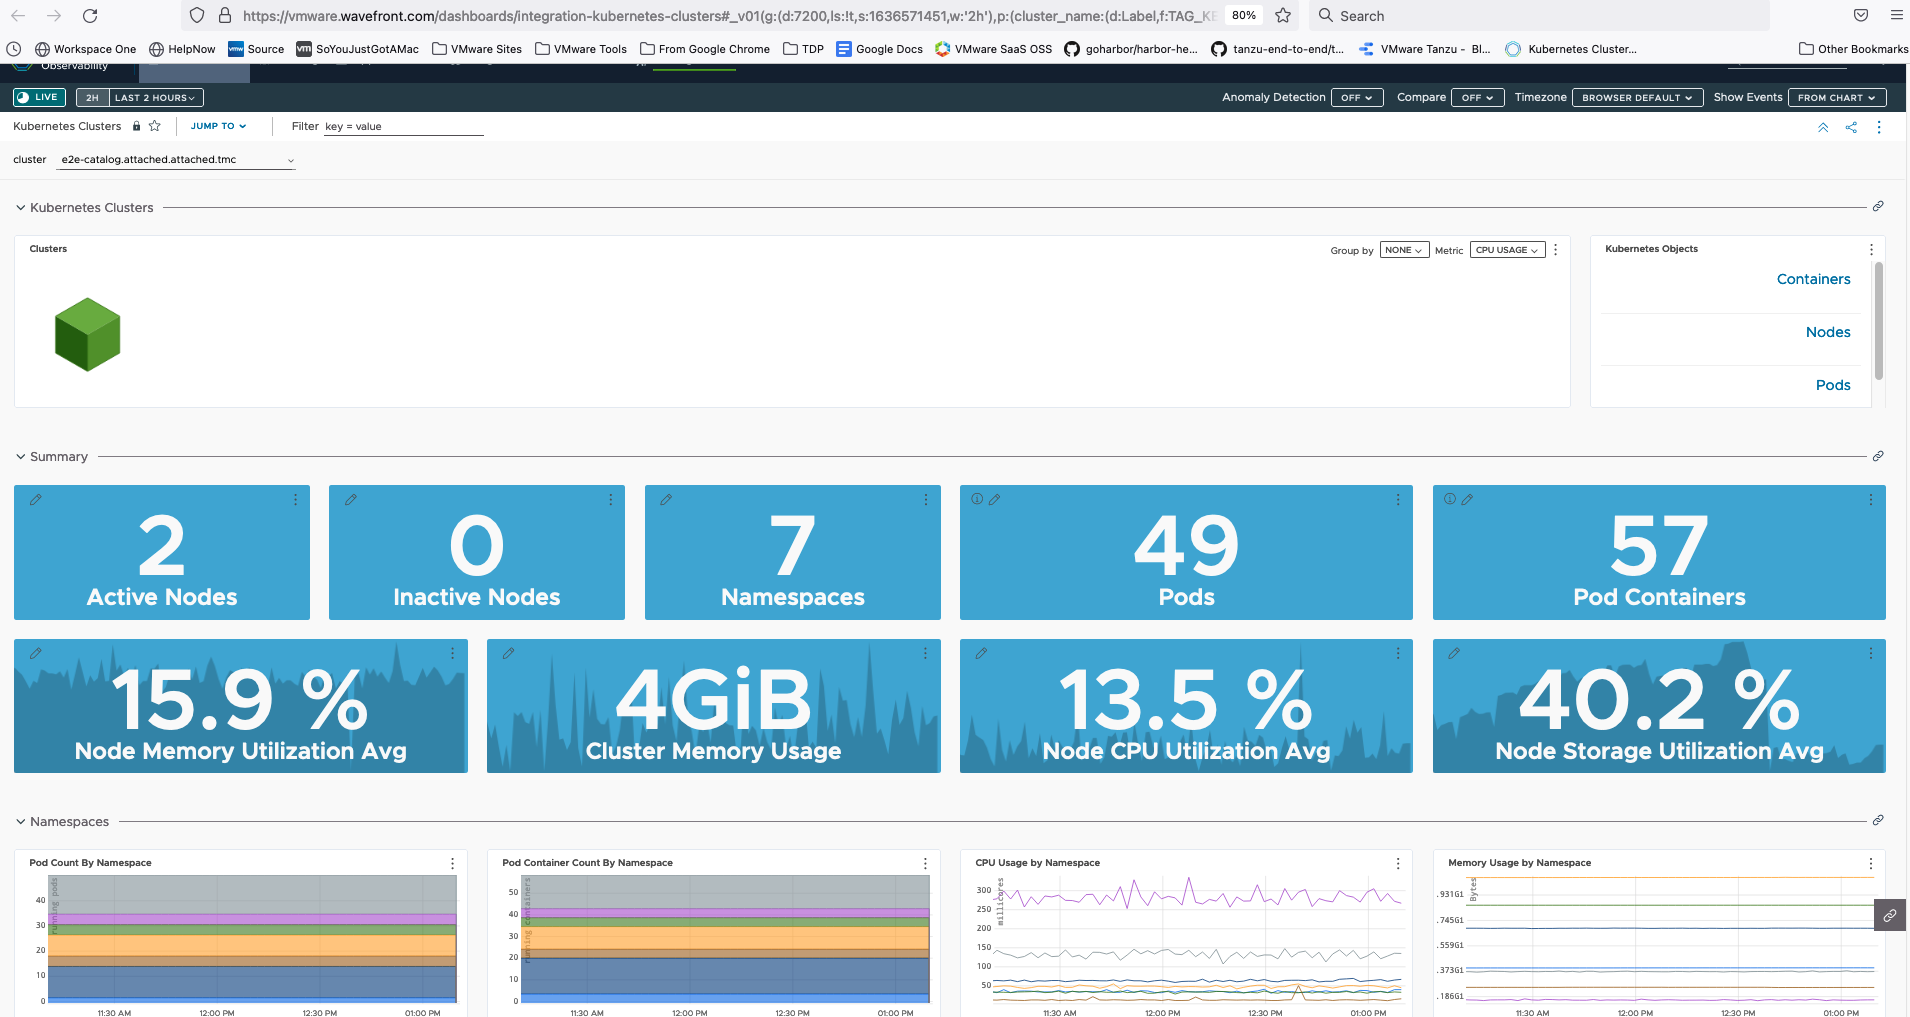 https://vmware.wavefront.com/dashboards/integration-kubernetes-clusters#_v01(g:(d:7200,ls:!t,s:1636571451,w:'2h'),p:(cluster_name:(d:Label,f:TAG_KE 80% Search
Workspace One HelpNow Source SoYouJustGotAMac VMware Sites VMware Tools From Google Chrome TDP Google Docs VMware SaaS OSS goharbor/harbor-he... tanzu-end-to-end/t... VMware Tanzu - Bl... Kubernetes Cluster... Other Bookmarks
Observability
LIVE 2H LAST 2 HOURS Anomaly Detection OFF Compare OFF Timezone BROWSER DEFAULT Show Events FROM CHART
Kubernetes Clusters JUMP TO Filter key = value
cluster e2e-catalog.attached.attached.tmc
Kubernetes Clusters
Clusters Group by NONE Metric CPU USAGE Kubernetes Objects
Containers
Nodes
Pods
Summary
2 0 7 49 57
Active Nodes Inactive Nodes Namespaces Pods Pod Containers
15.9 % 4GiB 13.5 % 40.2 %
Node Memory Utilization Avg Cluster Memory Usage Node CPU Utilization Avg Node Storage Utilization Avg
Namespaces
Pod Count By Namespace Pod Container Count By Namespace CPU Usage by Namespace Memory Usage by Namespace
running pods
40
30
20
10
0
11:30 AM 12:00 PM 12:30 PM 01:00 PM
running containers
50
40
30
20
10
0
11:30 AM 12:00 PM 12:30 PM 01:00 PM
millicores
300
250
200
150
100
50
11:30 AM 12:00 PM 12:30 PM 01:00 PM
Bytes
.931Gi
.745Gi
.559Gi
.373Gi
.186Gi
11:30 AM 12:00 PM 12:30 PM 01:00 PM